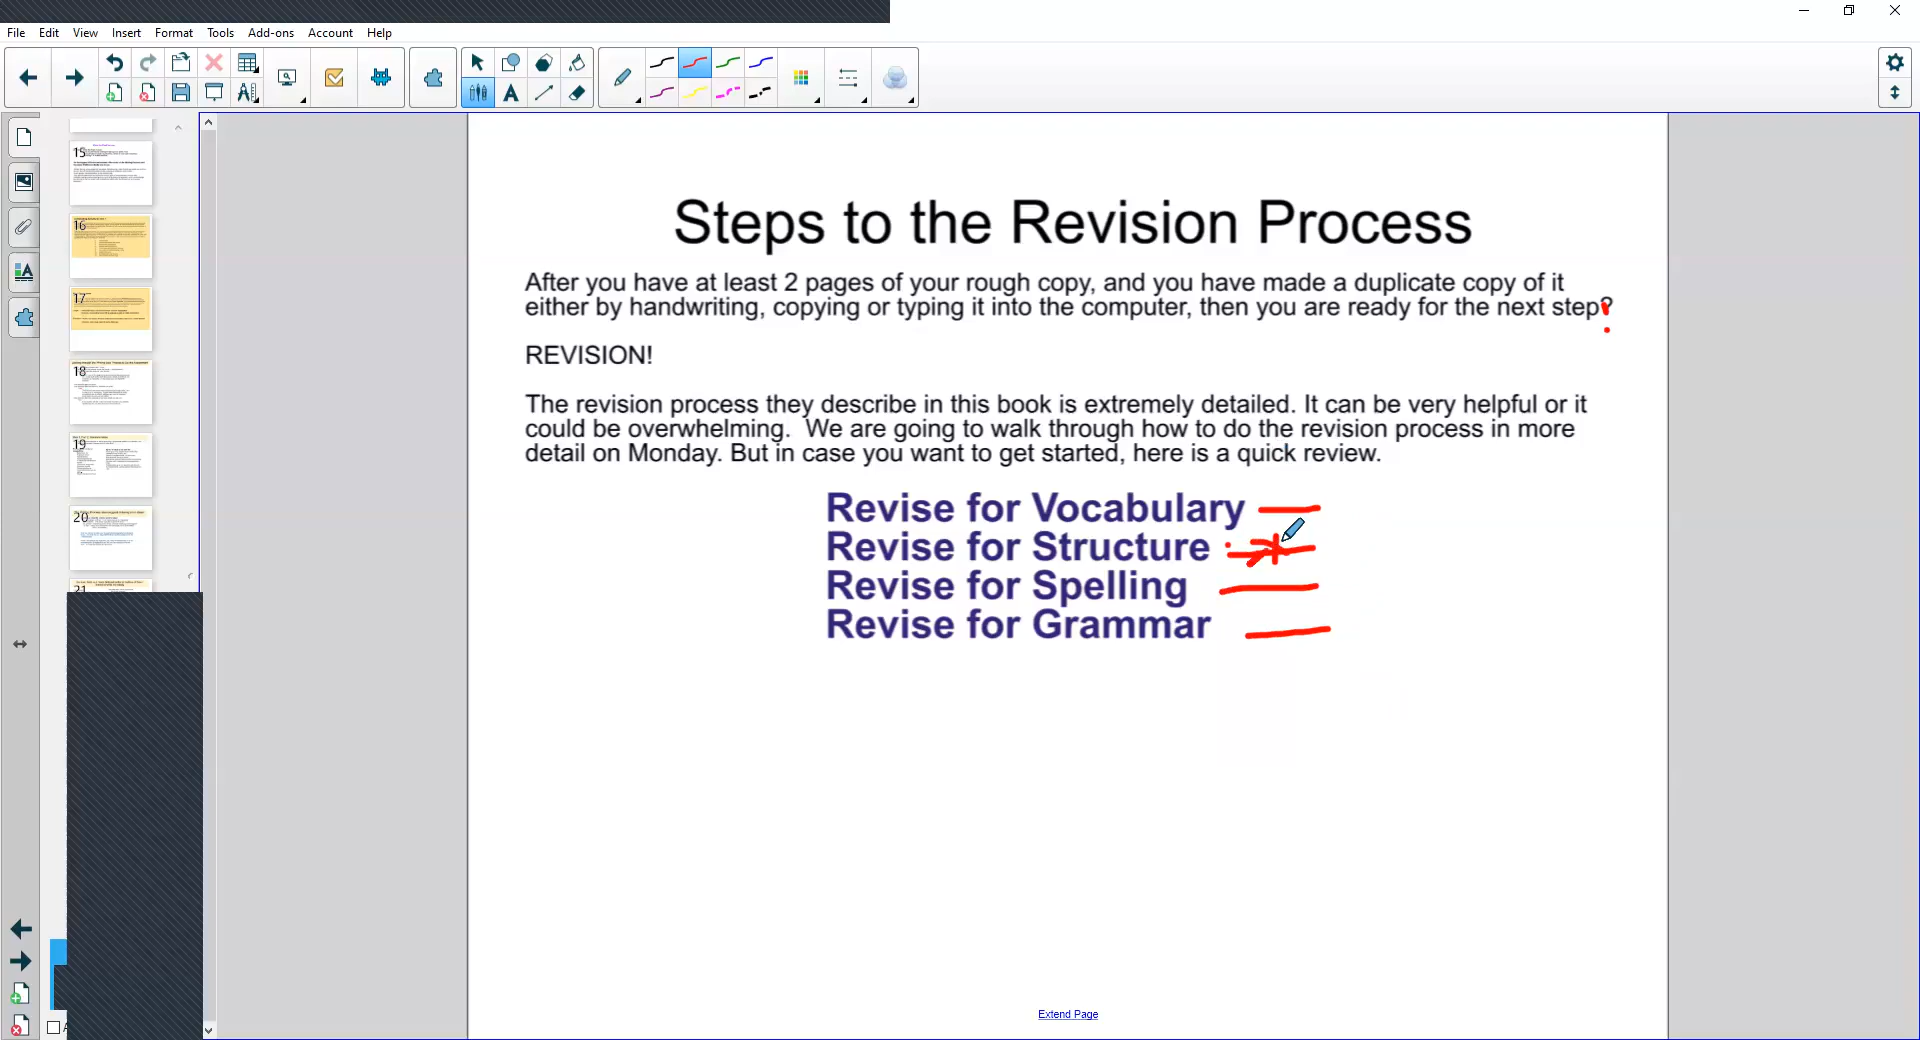 File Edit View Insert Format Tools Add-ons Account Help
15
16
17
18
19
20
21
Steps to the Revision Process
After you have at least 2 pages of your rough copy, and you have made a duplicate copy of it
either by handwriting, copying or typing it into the computer, then you are ready for the next step?
REVISION!
The revision process they describe in this book is extremely detailed. It can be very helpful or it
could be overwhelming. We are going to walk through how to do the revision process in more
detail on Monday. But in case you want to get started, here is a quick review.
Revise for Vocabulary
Revise for Structure
Revise for Spelling
Revise for Grammar
Extend Page